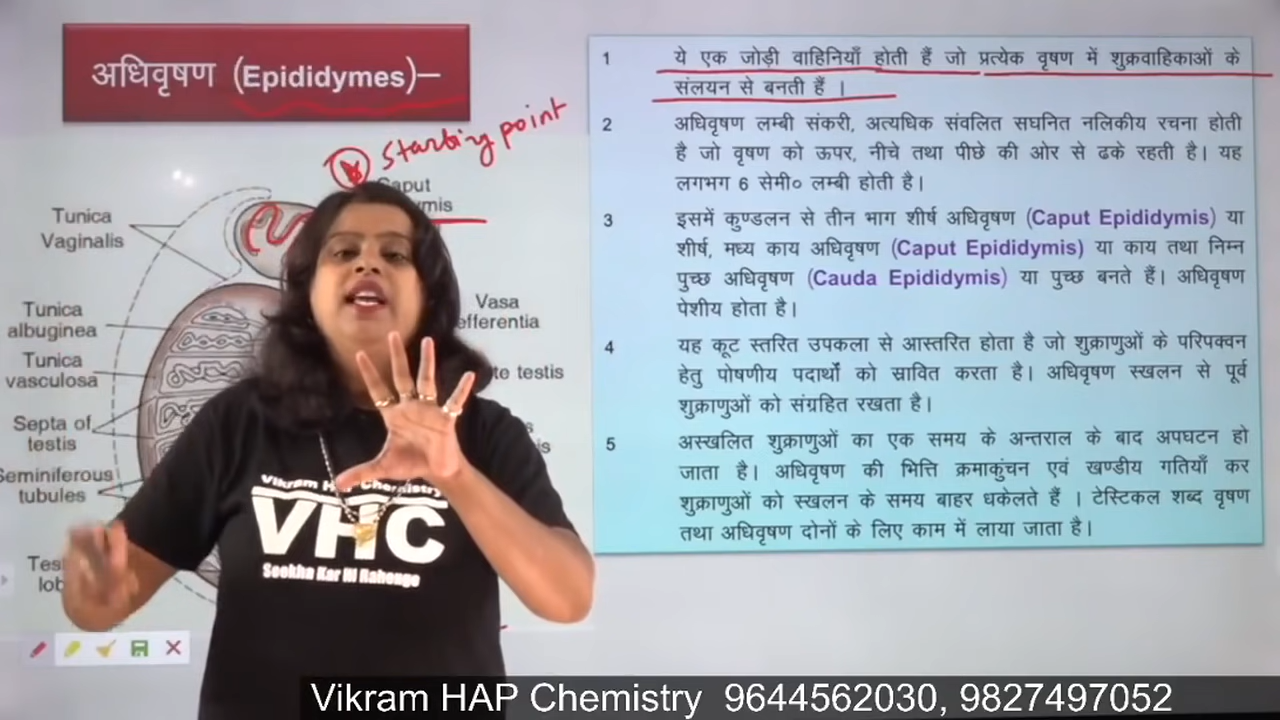 अधिवृषण (Epididymes)–
Starting point
Caput
Tunica
Vaginalis
Tunica
albuginea
Tunica
vasculosa
Septa of
testis
Seminiferous
tubules
Vasa
efferentia
testis
1 ये एक जोड़ी वाहिनियाँ होती हैं जो प्रत्येक वृषण में शुक्रवाहिकाओं के
संलयन से बनती हैं ।
2 अधिवृषण लम्बी संकरी, अत्यधिक संवलित सघनित नलिकीय रचना होती
है जो वृषण को ऊपर, नीचे तथा पीछे की ओर से ढके रहती है। यह
लगभग 6 सेमी० लम्बी होती है।
3 इसमें कुण्डलन से तीन भाग शीर्ष अधिवृषण (Caput Epididymis) या
शीर्ष, मध्य काय अधिवृषण (Caput Epididymis) या काय तथा निम्न
पुच्छ अधिवृषण (Cauda Epididymis) या पुच्छ बनते हैं। अधिवृषण
पेशीय होता है।
4 यह कूट स्तरित उपकला से आस्तरित होता है जो शुक्राणुओं के परिपक्वन
हेतु पोषणीय पदार्थों को स्रावित करता है। अधिवृषण स्खलन से पूर्व
शुक्राणुओं को संग्रहित रखता है।
5 अस्खलित शुक्राणुओं का एक समय के अन्तराल के बाद अपघटन हो
जाता है। अधिवृषण की भित्ति क्रमाकुंचन एवं खण्डीय गतियाँ कर
शुक्राणुओं को स्खलन के समय बाहर धकेलते हैं । टेस्टिकल शब्द वृषण
तथा अधिवृषण दोनों के लिए काम में लाया जाता है।
Vikram HAP Chemistry
VHC
Seekha Kar Hi Rahenge
Vikram HAP Chemistry 9644562030, 9827497052